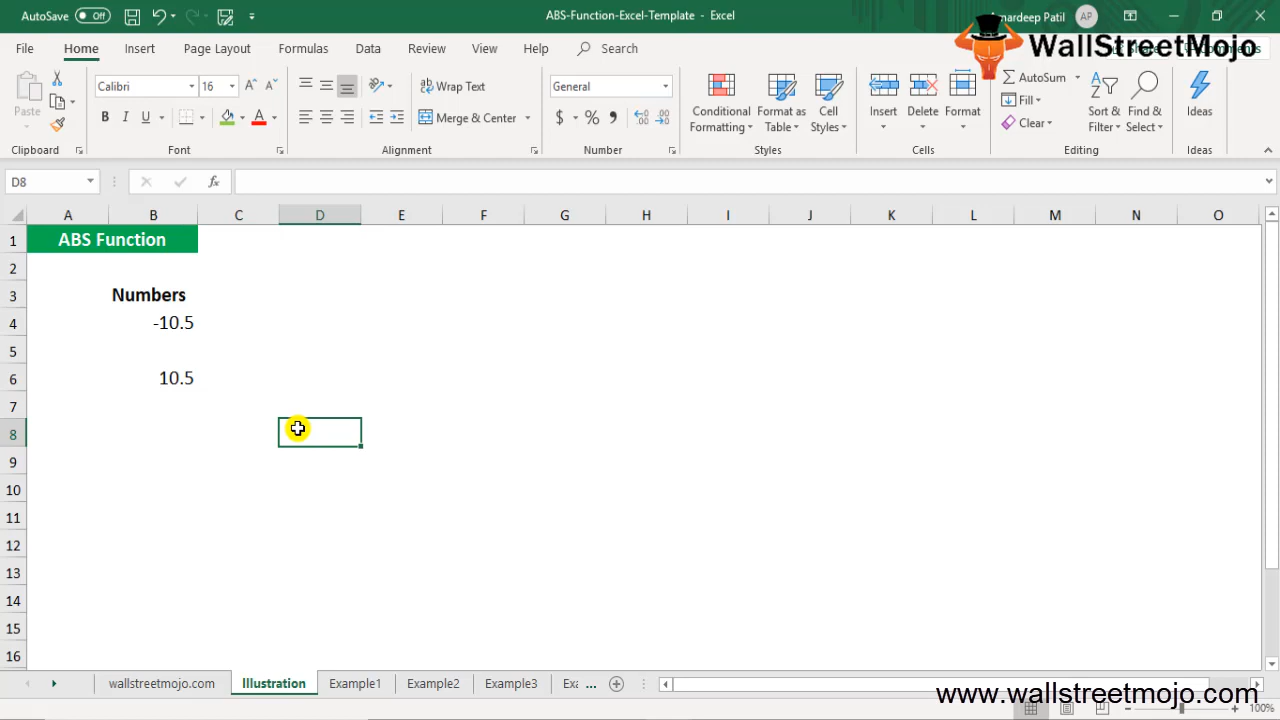 AutoSave Off
ABS-Function-Excel-Template - Excel
Amardeep Patil AP
WallStreetMojo
File Home Insert Page Layout Formulas Data Review View Help Search
Paste
Clipboard
Calibri 16
B I U
Font
Wrap Text
Merge & Center
Alignment
General
$ % ,
Number
Conditional Formatting
Format as Table
Cell Styles
Styles
Insert
Delete
Format
Cells
AutoSum
Fill
Clear
Sort & Filter
Find & Select
Editing
Ideas
Ideas
D8 fx
A B C D E F G H I J K L M N O
1 ABS Function
2
3 Numbers
4 -10.5
5
6 10.5
7
8
9
10
11
12
13
14
15
16
wallstreetmojo.com Illustration Example1 Example2 Example3 Exa ...
www.wallstreetmojo.com
100%